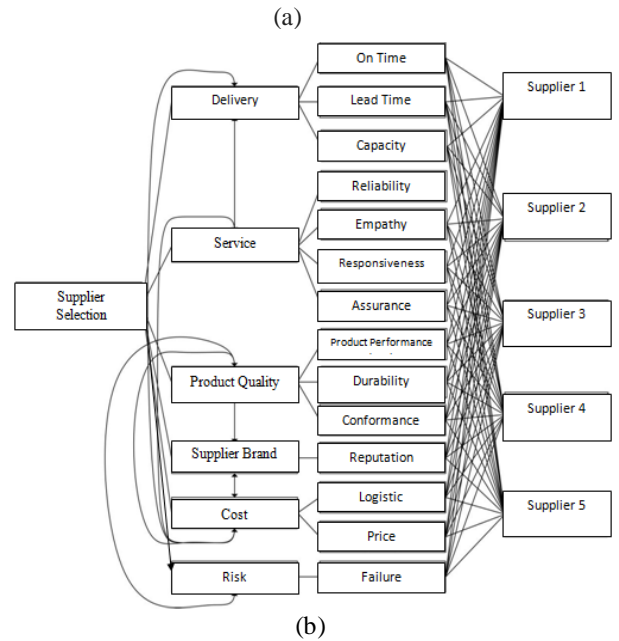 (a)
On Time
Delivery
Lead Time
Capacity
Reliability
Service
Empathy
Responsiveness
Assurance
Supplier
Selection
Product Performance
Product Quality
Durability
Conformance
Supplier Brand
Reputation
Cost
Logistic
Price
Risk
Failure
Supplier 1
Supplier 2
Supplier 3
Supplier 4
Supplier 5
(b)